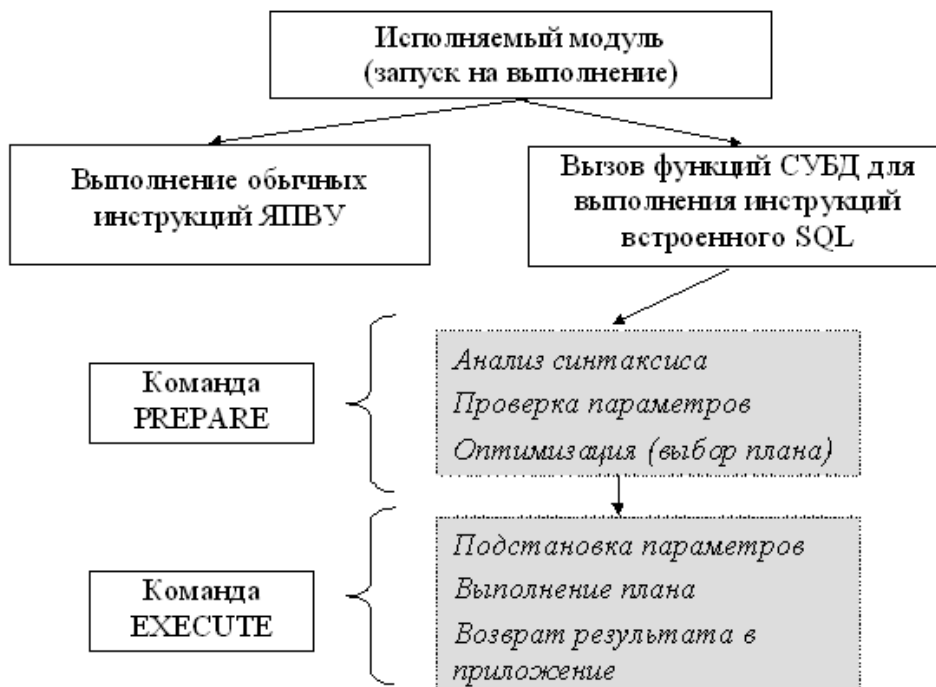 Исполняемый модуль
(запуск на выполнение)
Выполнение обычных
инструкций ЯПВУ
Вызов функций СУБД для
выполнения инструкций
встроенного SQL
Команда
PREPARE
Анализ синтаксиса
Проверка параметров
Оптимизация (выбор плана)
Команда
EXECUTE
Подстановка параметров
Выполнение плана
Возврат результата в
приложение